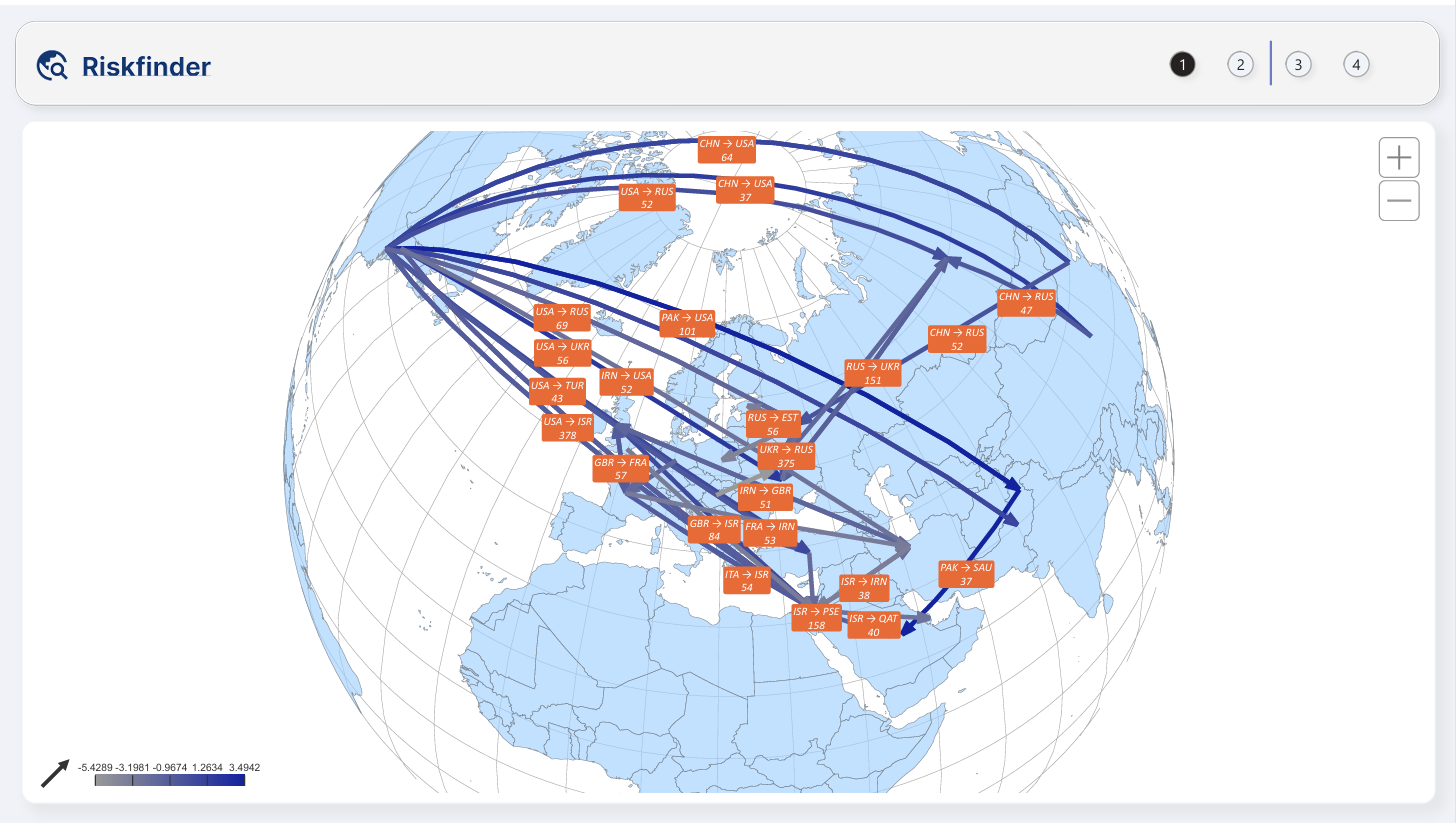 Riskfinder
1
2
3
4
CHN → USA
64
CHN → USA
37
USA → RUS
52
CHN → RUS
47
USA → RUS
69
PAK → USA
101
CHN → RUS
52
USA → UKR
56
IRN → USA
52
RUS → UKR
151
USA → TUR
43
USA → ISR
378
RUS → EST
56
UKR → RUS
375
GBR → FRA
57
IRN → GBR
51
GBR → ISR
84
FRA → IRN
53
ITA → ISR
54
ISR → IRN
38
PAK → SAU
37
ISR → PSE
158
ISR → QAT
40
-5.4289 -3.1981 -0.9674 1.2634 3.4942